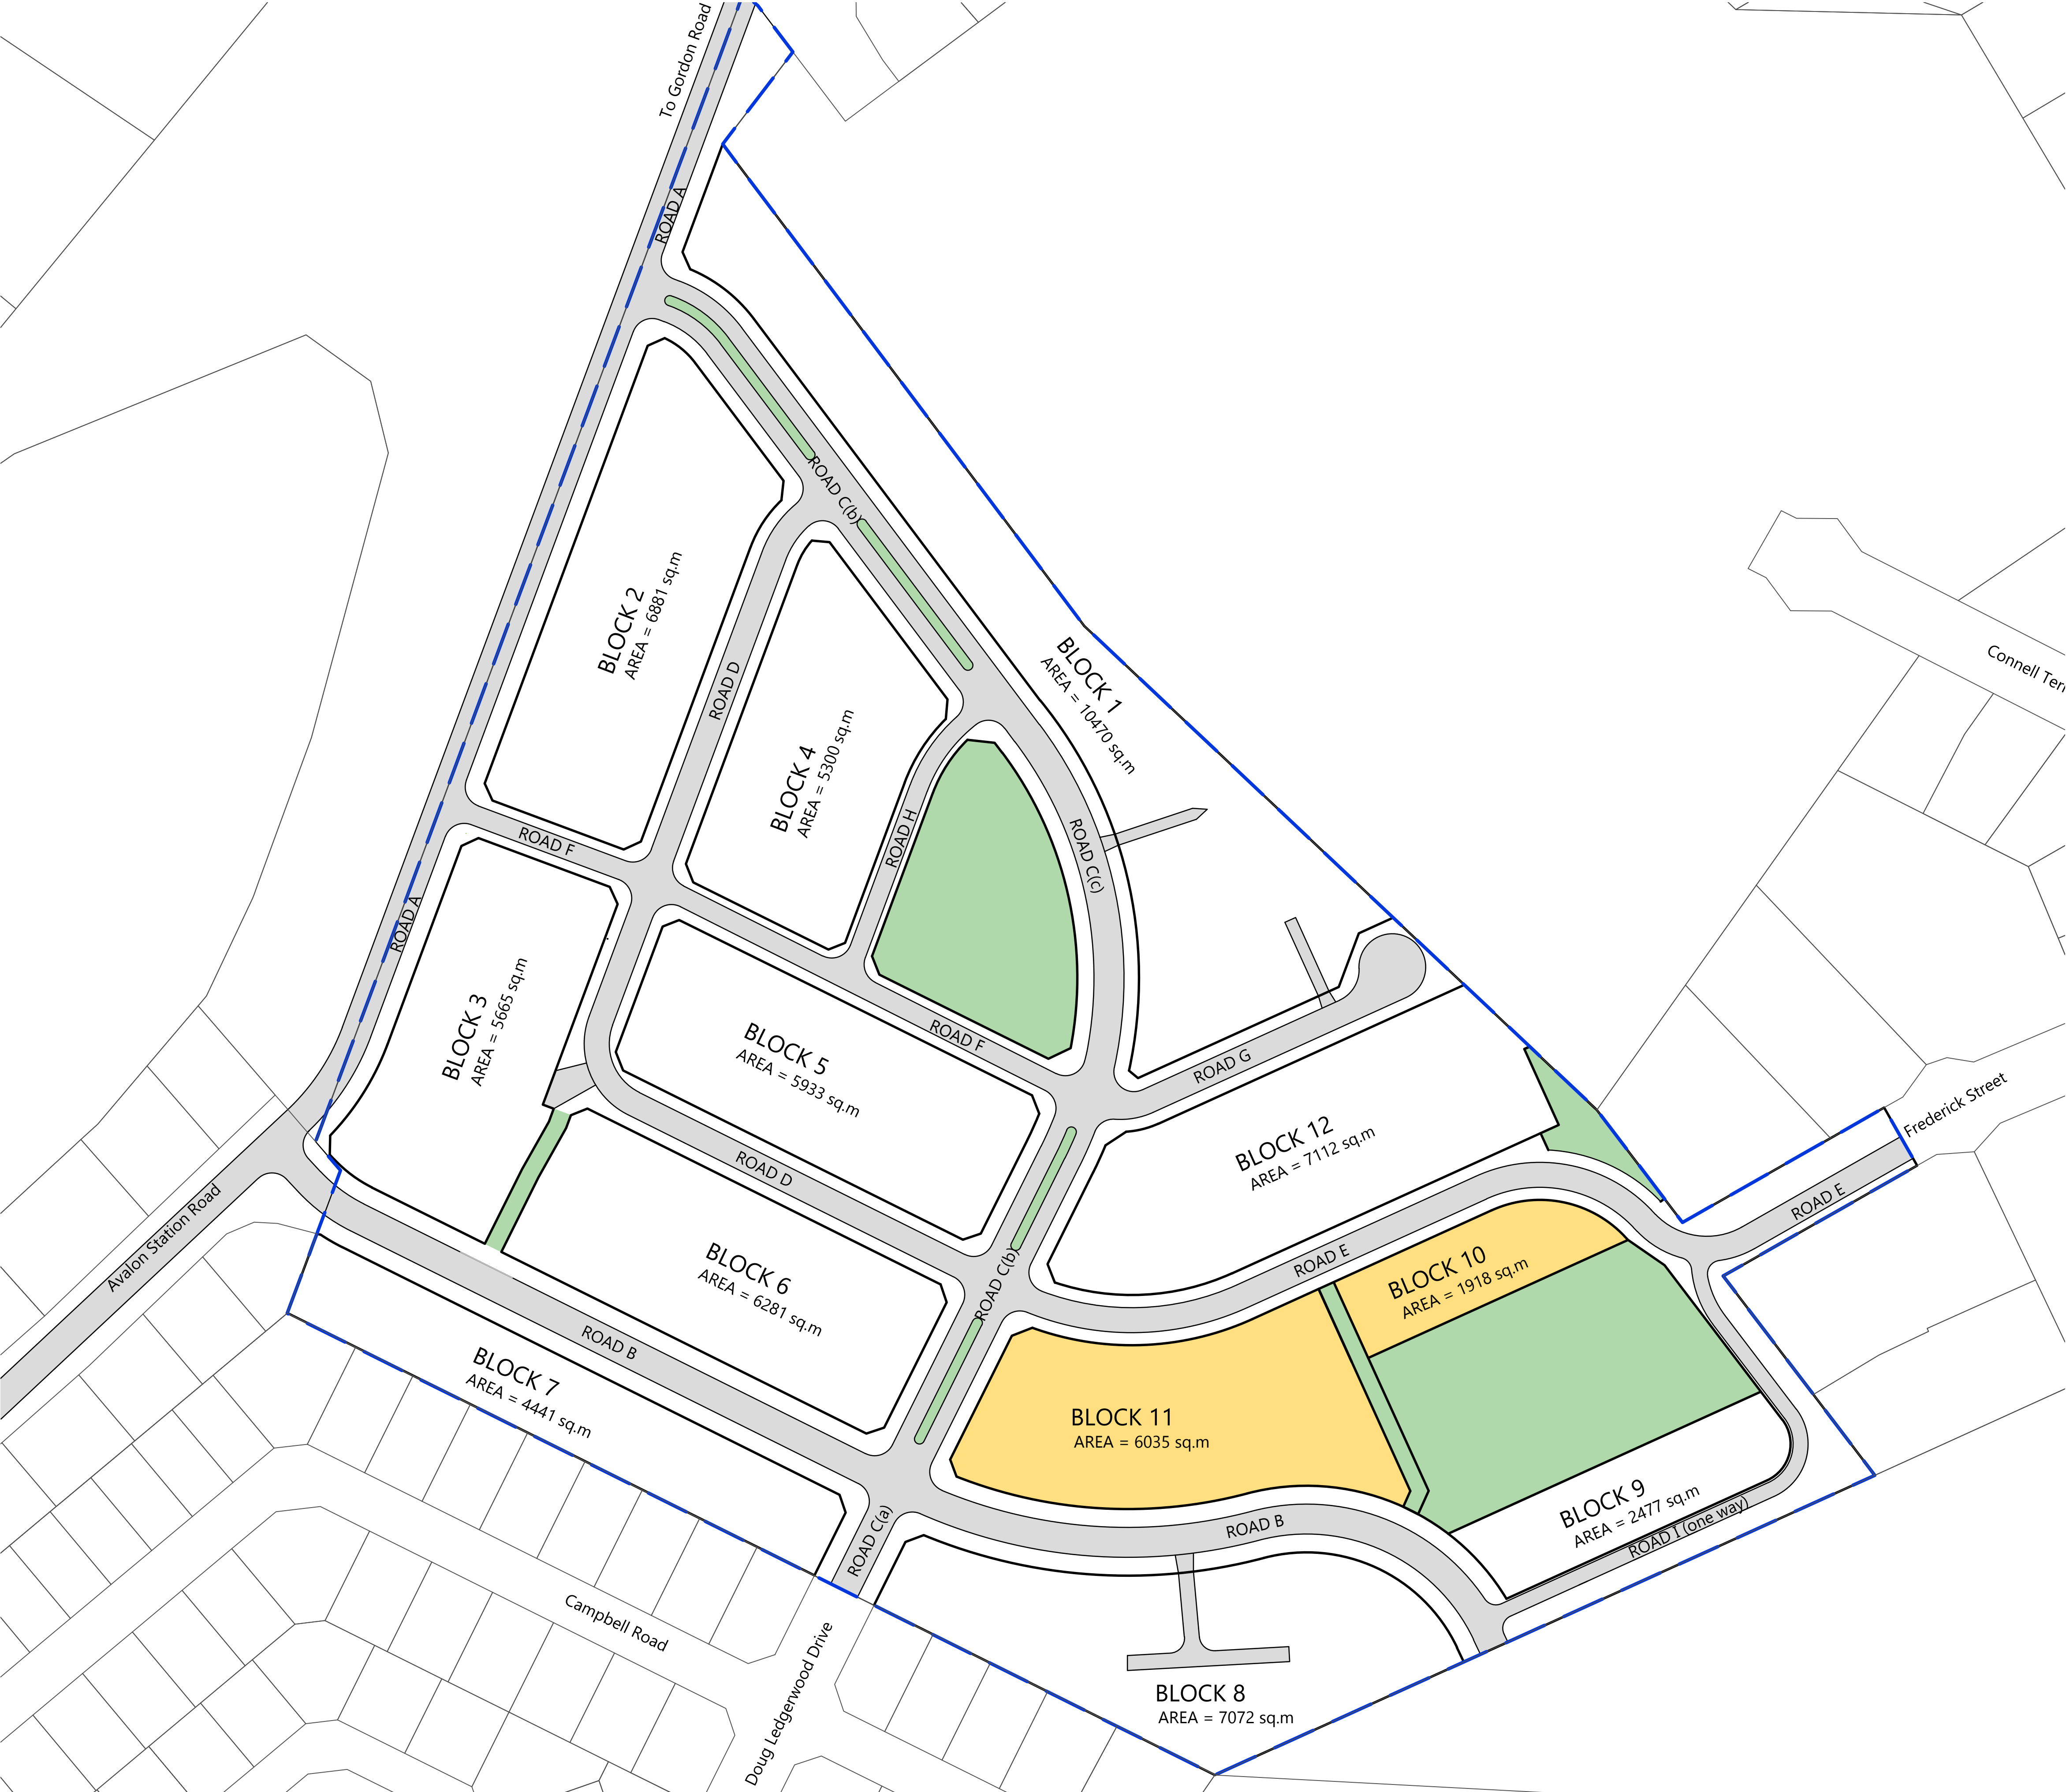 To Gordon Road
ROAD A
ROAD C(b)
BLOCK 2
AREA = 6881 sq.m
BLOCK 1
AREA = 10470 sq.m
Connell Ter
ROAD D
BLOCK 4
AREA = 5300 sq.m
ROAD F
ROAD H
ROAD C(c)
ROAD A
BLOCK 3
AREA = 5665 sq.m
BLOCK 5
AREA = 5933 sq.m
ROAD F
ROAD G
Frederick Street
BLOCK 12
AREA = 7112 sq.m
ROAD D
ROAD E
Avalon Station Road
BLOCK 6
AREA = 6281 sq.m
ROAD C(b)
ROAD E
BLOCK 10
AREA = 1918 sq.m
ROAD B
BLOCK 7
AREA = 4441 sq.m
BLOCK 11
AREA = 6035 sq.m
BLOCK 9
AREA = 2477 sq.m
ROAD I (one way)
ROAD B
ROAD C(a)
Campbell Road
Doug Ledgerwood Drive
BLOCK 8
AREA = 7072 sq.m